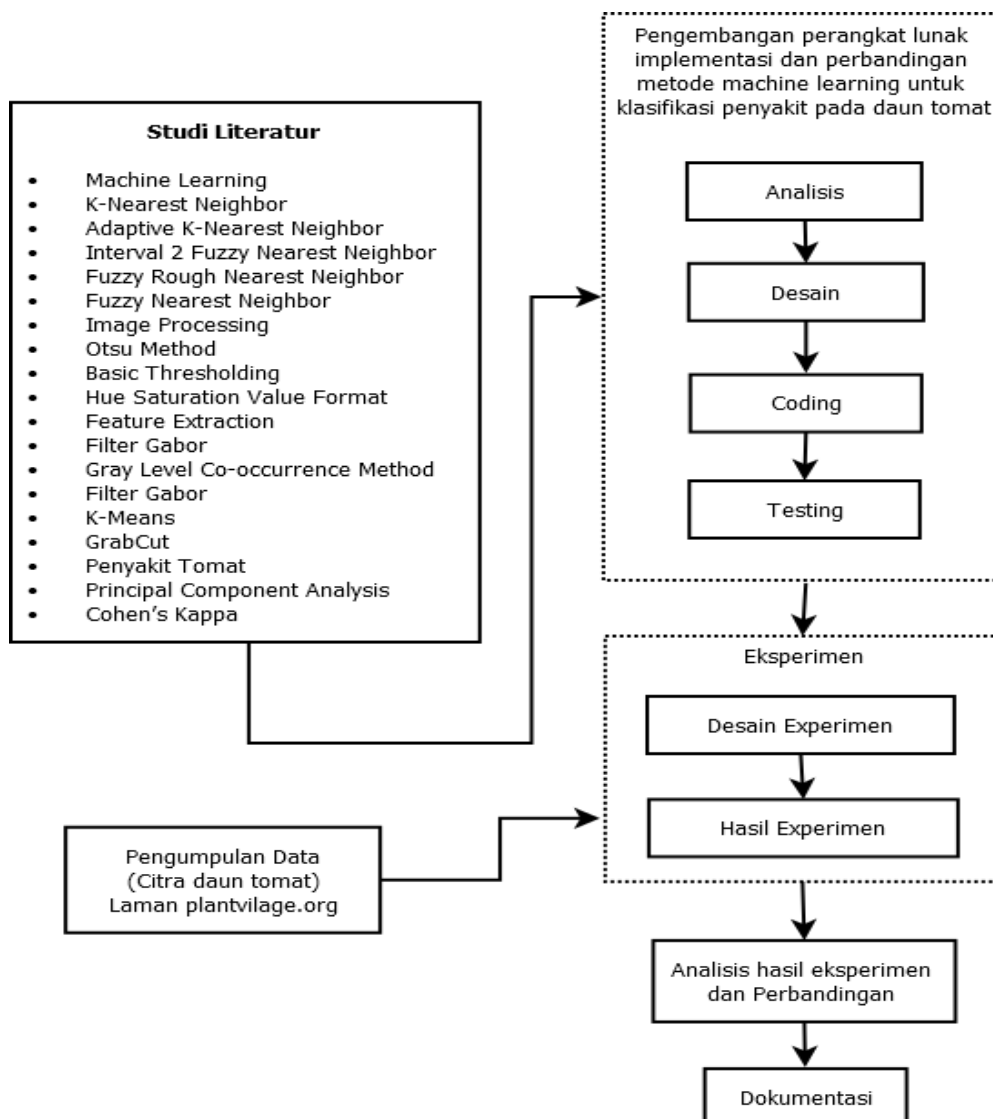 Studi Literatur
• Machine Learning
• K-Nearest Neighbor
• Adaptive K-Nearest Neighbor
• Interval 2 Fuzzy Nearest Neighbor
• Fuzzy Rough Nearest Neighbor
• Fuzzy Nearest Neighbor
• Image Processing
• Otsu Method
• Basic Thresholding
• Hue Saturation Value Format
• Feature Extraction
• Filter Gabor
• Gray Level Co-occurrence Method
• Filter Gabor
• K-Means
• GrabCut
• Penyakit Tomat
• Principal Component Analysis
• Cohen's Kappa
Pengumpulan Data
(Citra daun tomat)
Laman plantvilage.org
Pengembangan perangkat lunak
implementasi dan perbandingan
metode machine learning untuk
klasifikasi penyakit pada daun tomat
Analisis
Desain
Coding
Testing
Eksperimen
Desain Experimen
Hasil Experimen
Analisis hasil eksperimen
dan Perbandingan
Dokumentasi